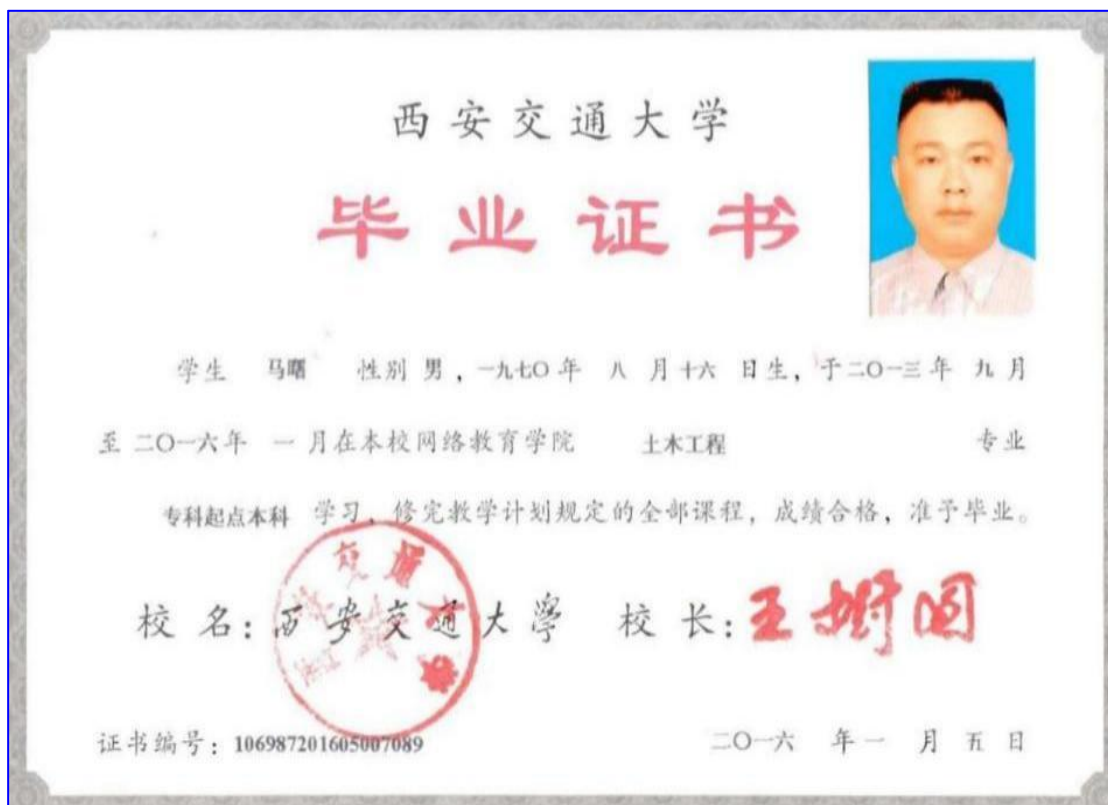 西安交通大学
毕业证书
学生 马曙 性别 男，一九七〇年 八 月十六 日生，于二〇一三年 九 月
至 二〇一六年 一 月在本校网络教育学院 土木工程 专业
专科起点本科 学习，修完教学计划规定的全部课程，成绩合格，准予毕业。
校 名：西安交通大學 校 长：王树国
证书编号：106987201605007089 二〇一六 年一 月 五 日